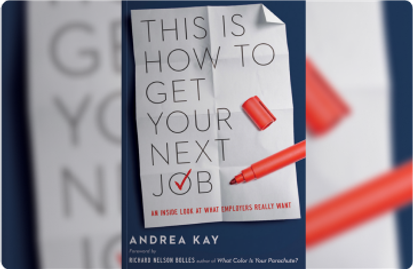 THIS IS
HOW TO
GET
YOUR
NEXT
JOB
AN INSIDE LOOK AT WHAT EMPLOYERS REALLY WANT
ANDREA KAY
Foreword by
RICHARD NELSON BOLLES author of What Color Is Your Parachute?